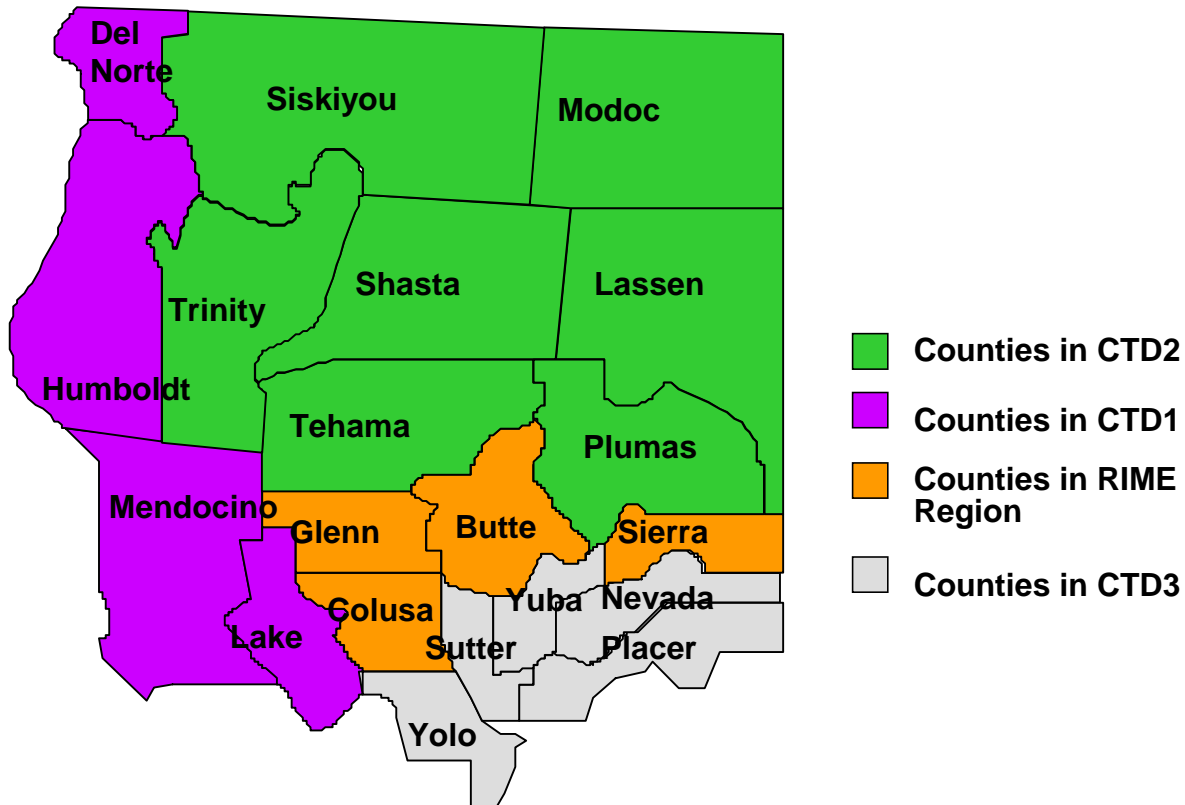 Del
Norte
Siskiyou
Modoc
Trinity
Shasta
Lassen
Humboldt
Tehama
Plumas
Mendocino
Glenn
Butte
Sierra
Colusa
Yuba
Nevada
Lake
Sutter
Placer
Yolo
Counties in CTD2
Counties in CTD1
Counties in RIME
Region
Counties in CTD3